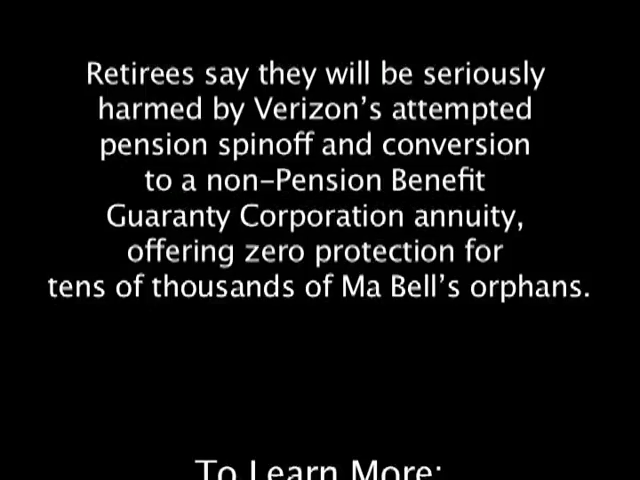 Retirees say they will be seriously
harmed by Verizon’s attempted
pension spinoff and conversion
to a non–Pension Benefit
Guaranty Corporation annuity,
offering zero protection for
tens of thousands of Ma Bell’s orphans.
To Learn More: